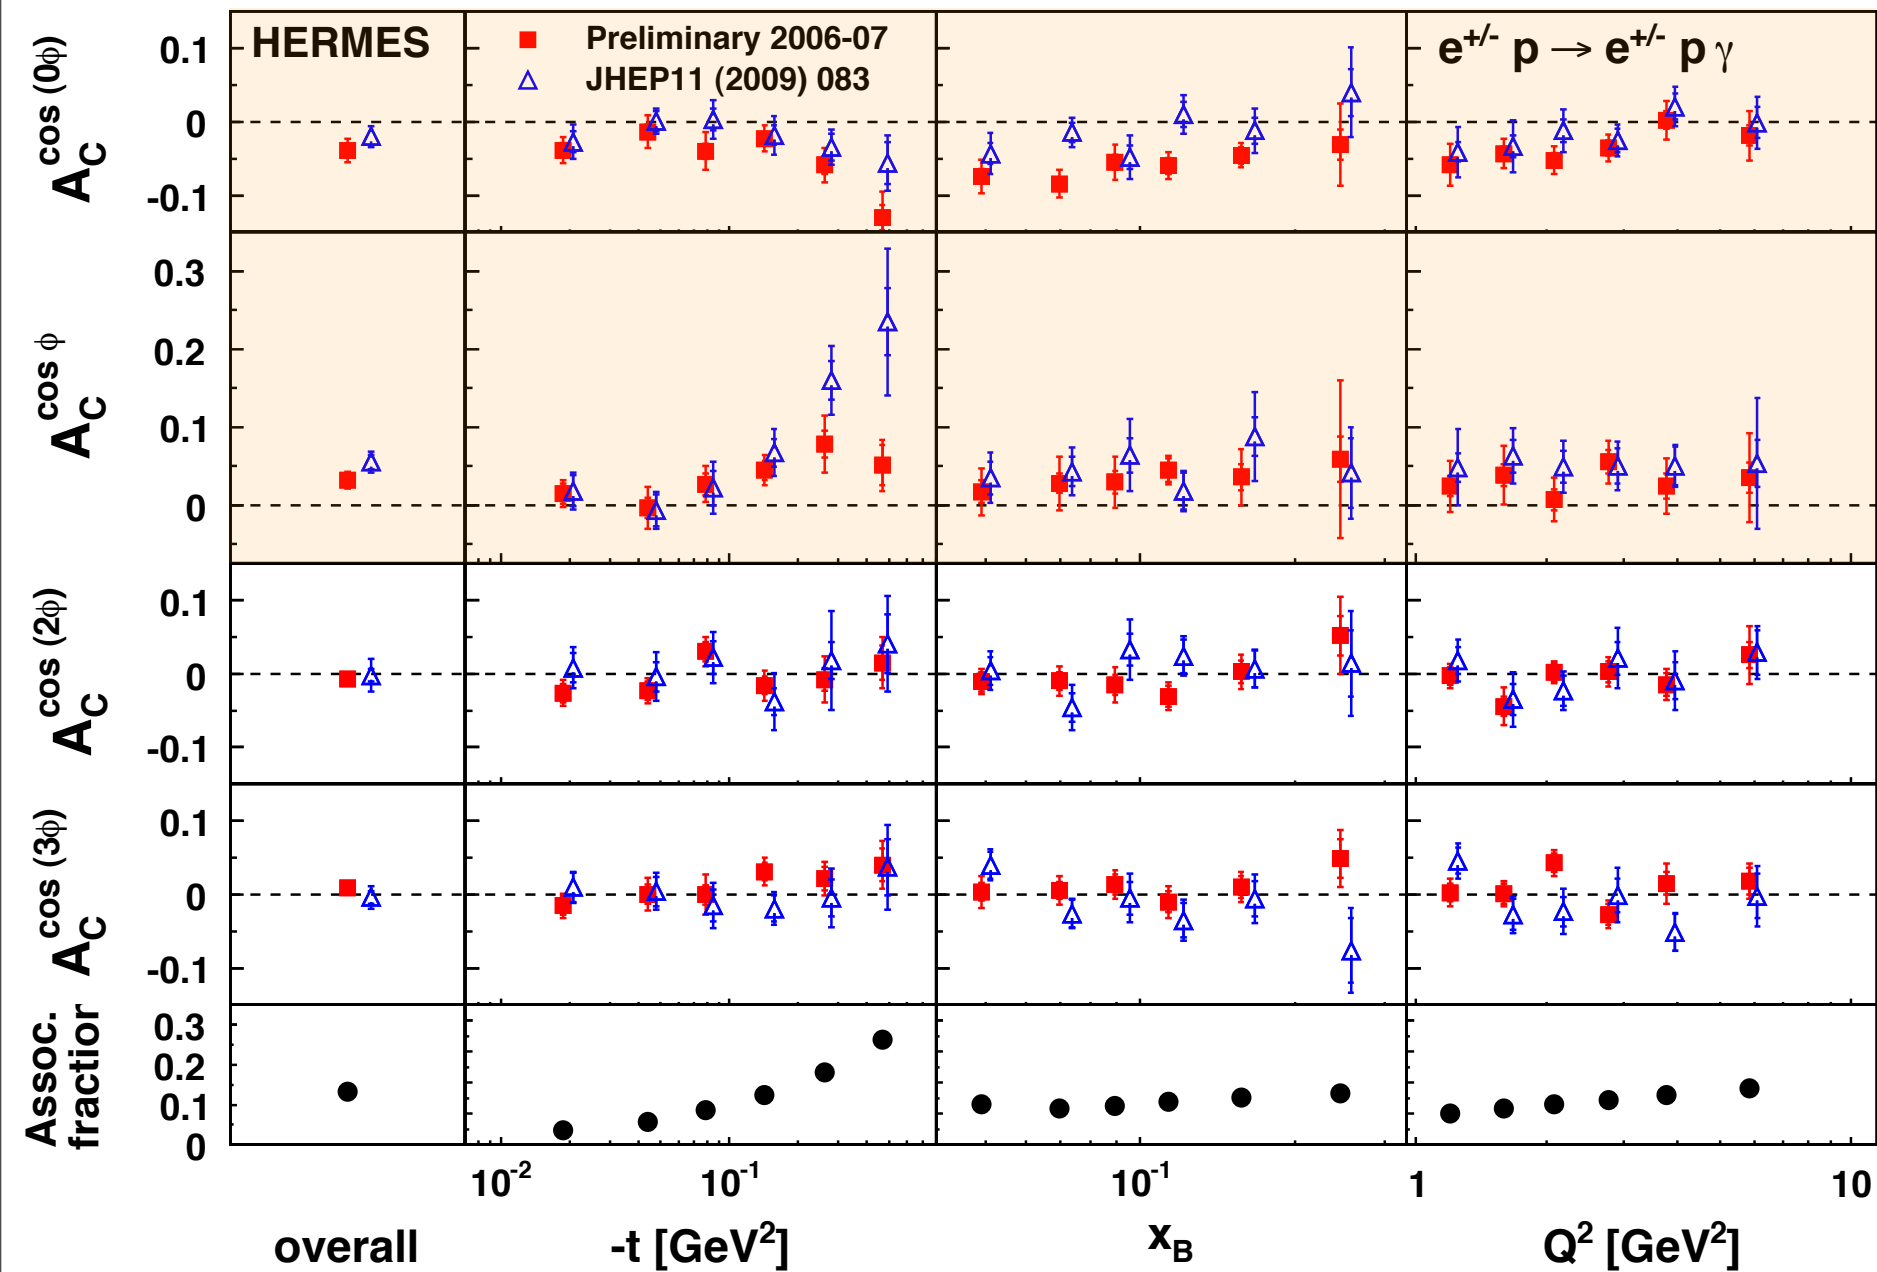 HERMES
Preliminary 2006-07
JHEP11 (2009) 083
e^{+/-} p → e^{+/-} p γ
A_C^{cos (0ϕ)}
0.1
0
-0.1
A_C^{cos ϕ}
0.3
0.2
0.1
0
A_C^{cos (2ϕ)}
0.1
0
-0.1
A_C^{cos (3ϕ)}
0.1
0
-0.1
Assoc.
fractior
0.3
0.2
0.1
0
10^{-2} 10^{-1} 10^{-1} 1 10
overall -t [GeV^2] x_B Q^2 [GeV^2]